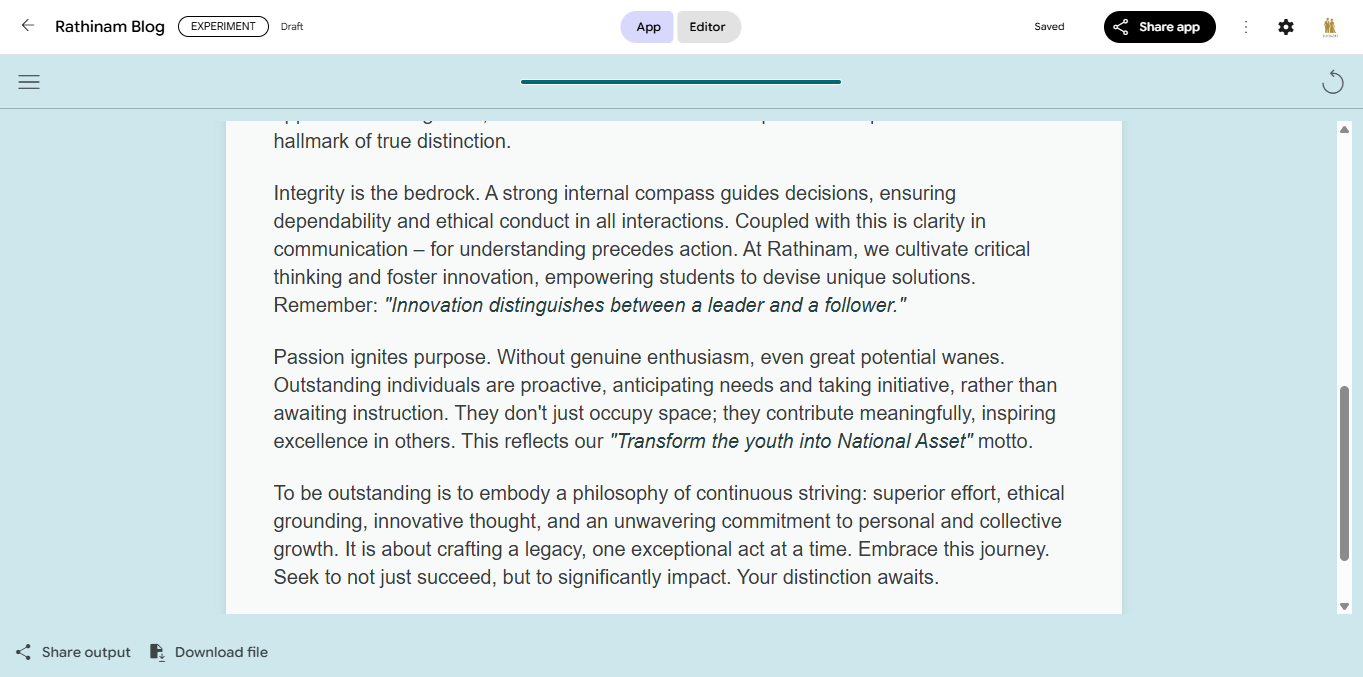 Rathinam Blog
EXPERIMENT
Draft
App
Editor
Saved
Share app
hallmark of true distinction.
Integrity is the bedrock. A strong internal compass guides decisions, ensuring
dependability and ethical conduct in all interactions. Coupled with this is clarity in
communication – for understanding precedes action. At Rathinam, we cultivate critical
thinking and foster innovation, empowering students to devise unique solutions.
Remember: "Innovation distinguishes between a leader and a follower."
Passion ignites purpose. Without genuine enthusiasm, even great potential wanes.
Outstanding individuals are proactive, anticipating needs and taking initiative, rather than
awaiting instruction. They don't just occupy space; they contribute meaningfully, inspiring
excellence in others. This reflects our "Transform the youth into National Asset" motto.
To be outstanding is to embody a philosophy of continuous striving: superior effort, ethical
grounding, innovative thought, and an unwavering commitment to personal and collective
growth. It is about crafting a legacy, one exceptional act at a time. Embrace this journey.
Seek to not just succeed, but to significantly impact. Your distinction awaits.
Share output
Download file